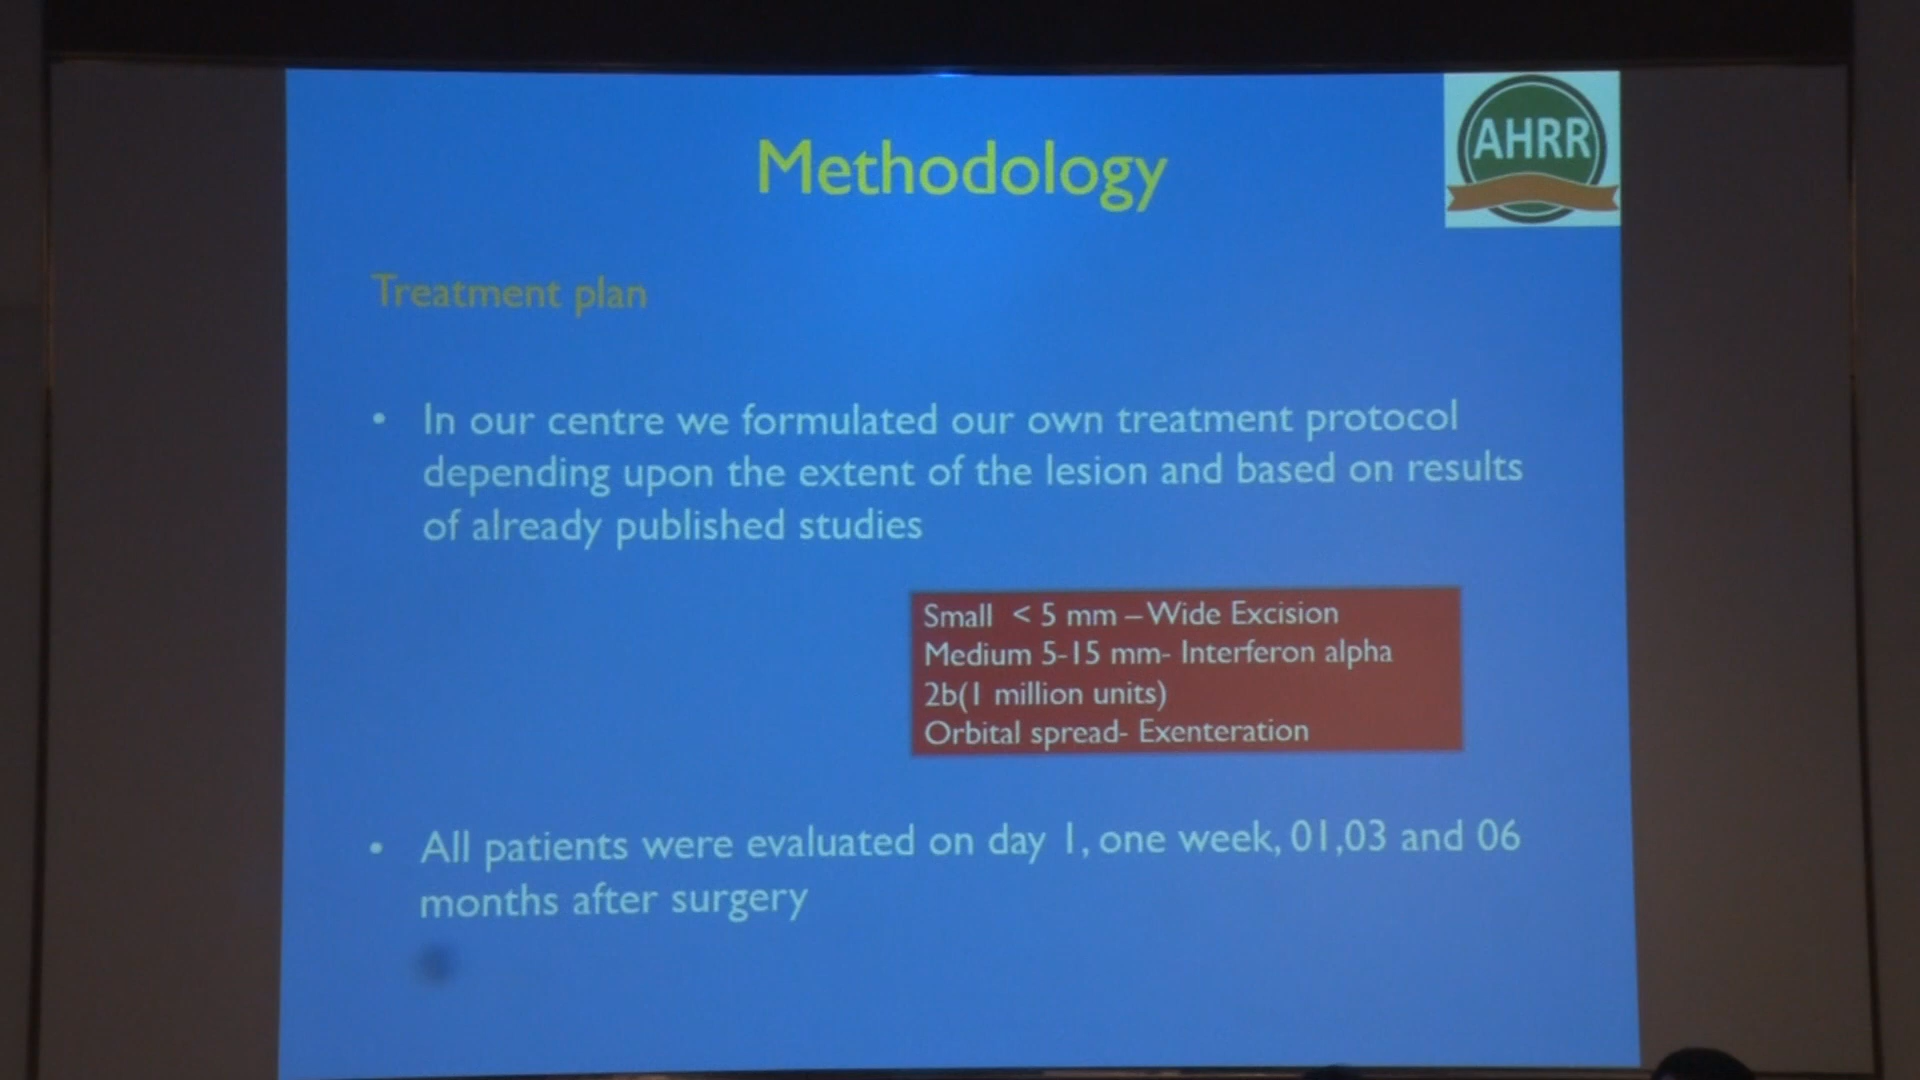 AHRR
Methodology
Treatment plan
• In our centre we formulated our own treatment protocol
depending upon the extent of the lesion and based on results
of already published studies
Small < 5 mm – Wide Excision
Medium 5-15 mm- Interferon alpha
2b(1 million units)
Orbital spread- Exenteration
• All patients were evaluated on day 1, one week, 01,03 and 06
months after surgery